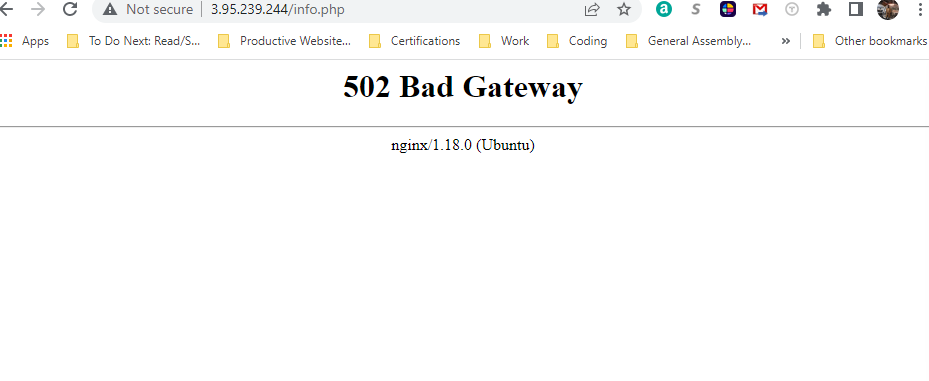 Not secure | 3.95.239.244/info.php
Apps To Do Next: Read/S... Productive Website... Certifications Work Coding General Assembly... » Other bookmarks
502 Bad Gateway
nginx/1.18.0 (Ubuntu)